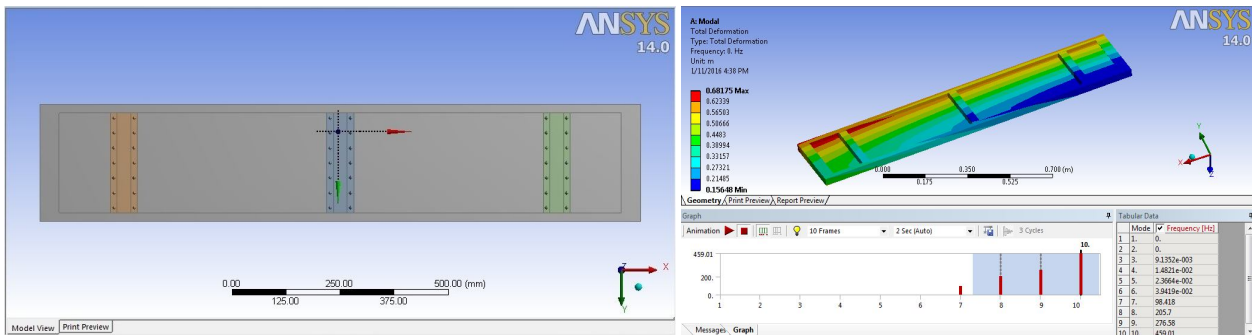 ANSYS
14.0
0.00
250.00
500.00 (mm)
125.00
375.00
X
Y
Z
Model View
Print Preview
ANSYS
14.0
A: Modal
Total Deformation
Type: Total Deformation
Frequency: 0. Hz
Unit: m
1/11/2016 4:38 PM
0.68175 Max
0.62339
0.56503
0.50666
0.4483
0.38994
0.33157
0.27321
0.21485
0.15648 Min
0.000
0.350
0.700 (m)
0.175
0.525
Y
X
Z
Geometry Print Preview Report Preview
Graph
Animation
10 Frames
2 Sec (Auto)
3 Cycles
459.01
200.
0.
10.
1 2 3 4 5 6 7 8 9 10
Messages Graph
Tabular Data
Mode Frequency [Hz]
1 1. 0.
2 2. 0.
3 3. 9.1352e-003
4 4. 1.4821e-002
5 5. 2.3664e-002
6 6. 3.9419e-002
7 7. 98.418
8 8. 205.7
9 9. 276.58
10 10. 459.01